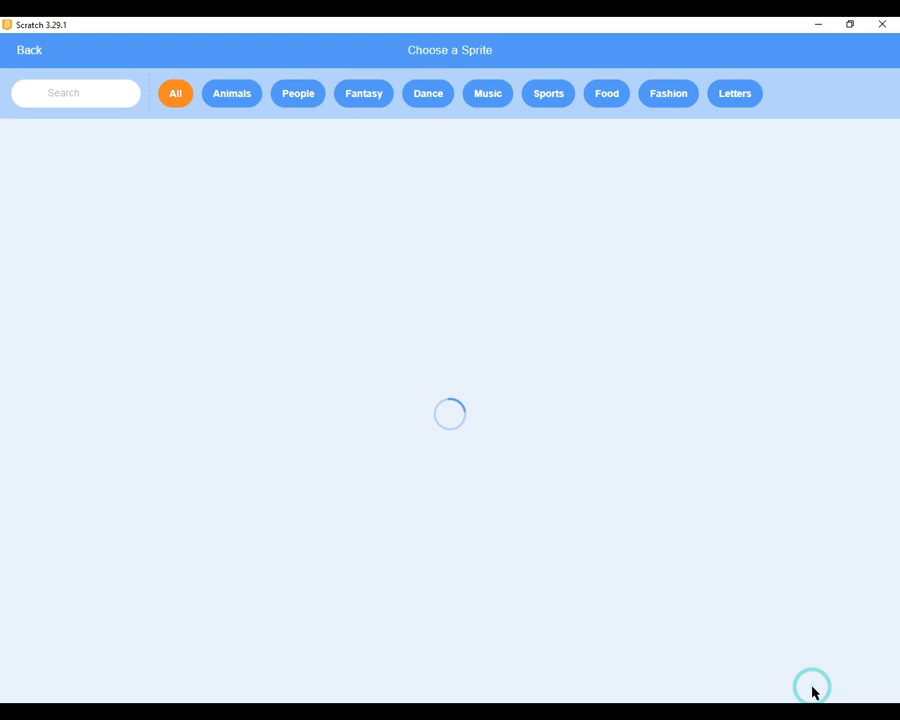 Scratch 3.29.1
Back
Choose a Sprite
Search
All
Animals
People
Fantasy
Dance
Music
Sports
Food
Fashion
Letters